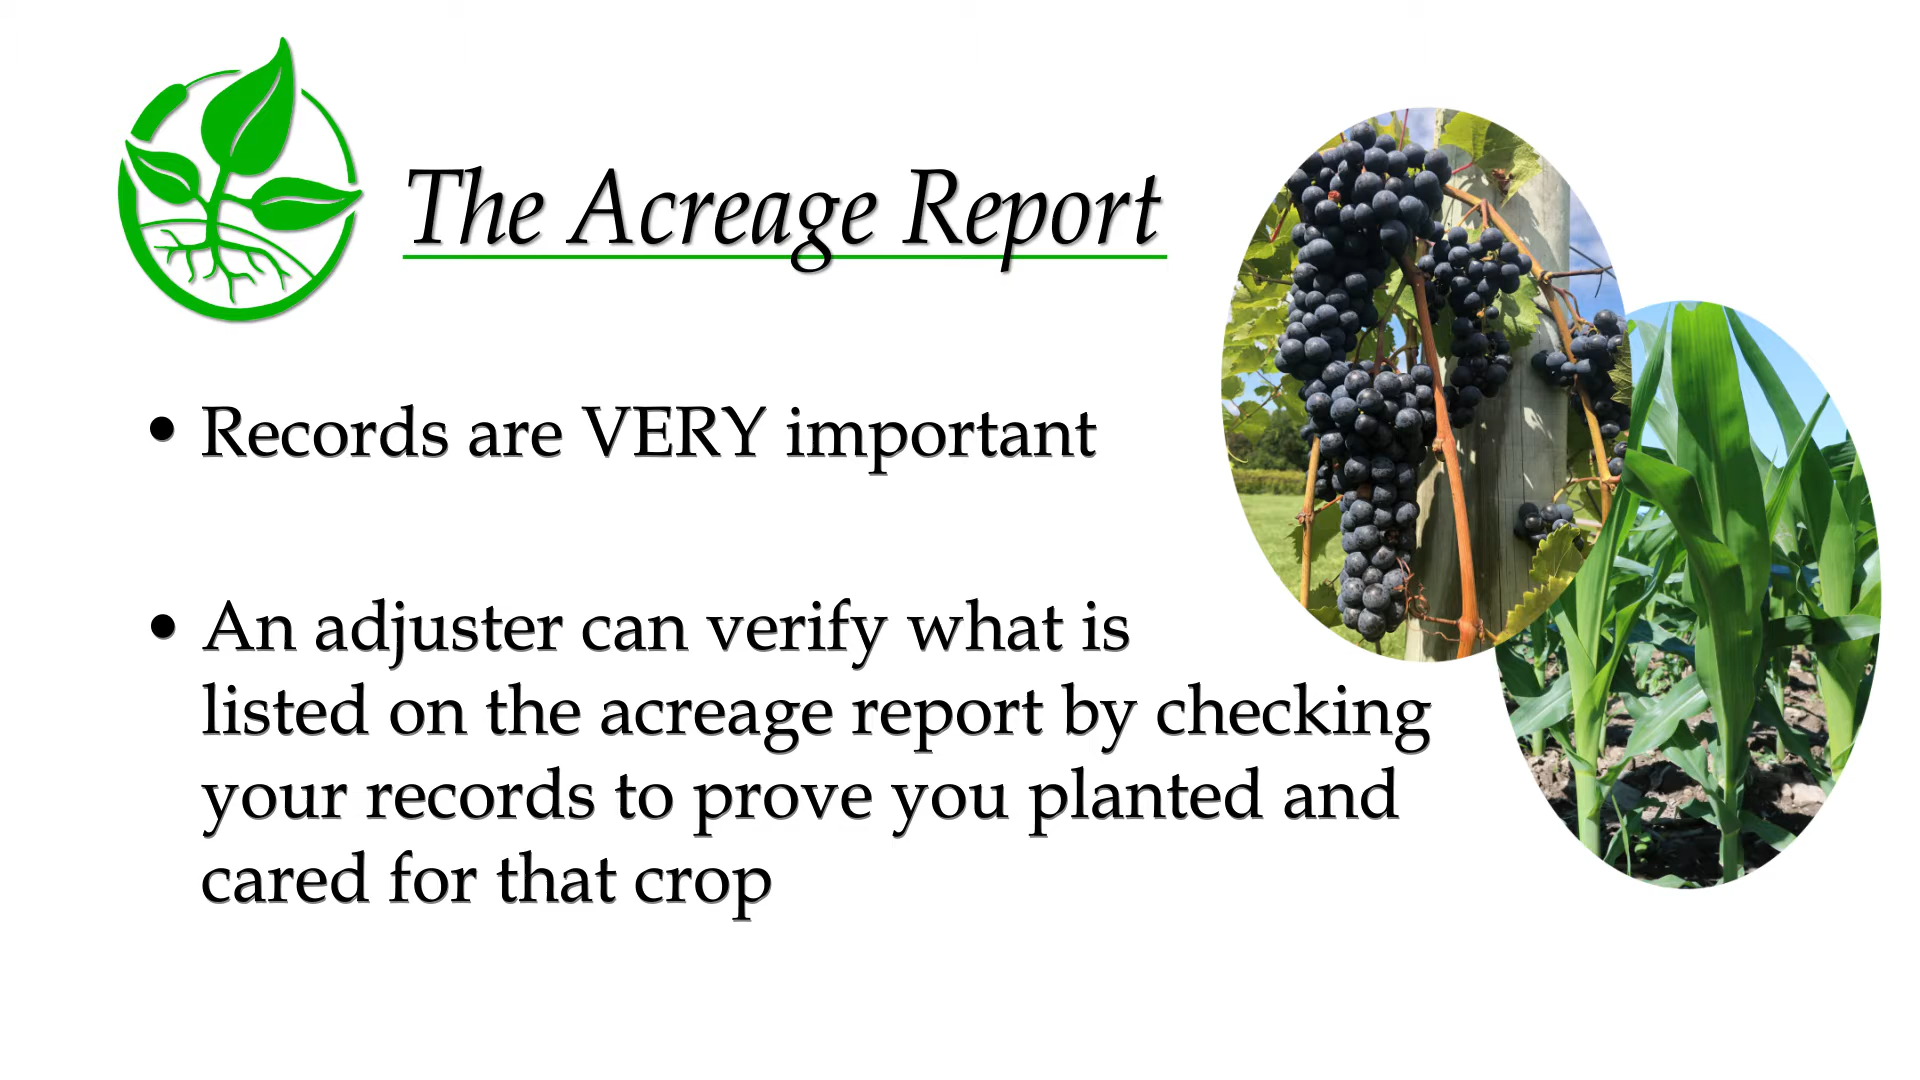 The Acreage Report
• Records are VERY important
• An adjuster can verify what is
listed on the acreage report by checking
your records to prove you planted and
cared for that crop